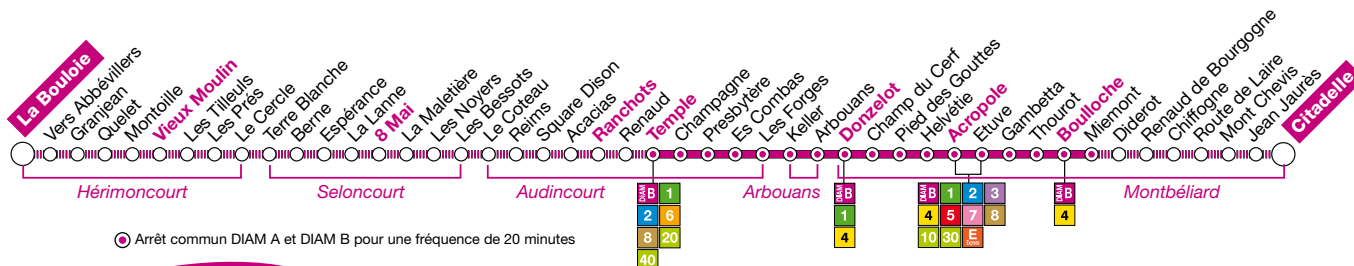 La Bouloie
Vers Abbévillers
Granjean
Quelet
Montoille
Vieux Moulin
Les Tilleuls
Les Prés
Le Cercle
Terre Blanche
Berne
Espérance
La Lanne
8 Mai
La Maletière
Les Noyers
Les Bessots
Le Coteau
Reims
Square Dison
Acacias
Ranchots
Renaud
Temple
Champagne
Presbytère
Es Combas
Les Forges
Keller
Arbouans
Donzelot
Champ du Cerf
Pied des Gouttes
Helvétie
Acropole
Etuve
Gambetta
Thourot
Boulloche
Miemont
Diderot
Renaud de Bourgogne
Chiffogne
Route de Laire
Mont Chevis
Jean Jaurès
Citadelle
Hérimoncourt Seloncourt Audincourt Arbouans Montbéliard
DIAM B 1
2 6
8 20
40
DIAM B
1
4
DIAM B 1 2 3
4 5 7 8
10 30 E
DIAM B
4
Arrêt commun DIAM A et DIAM B pour une fréquence de 20 minutes